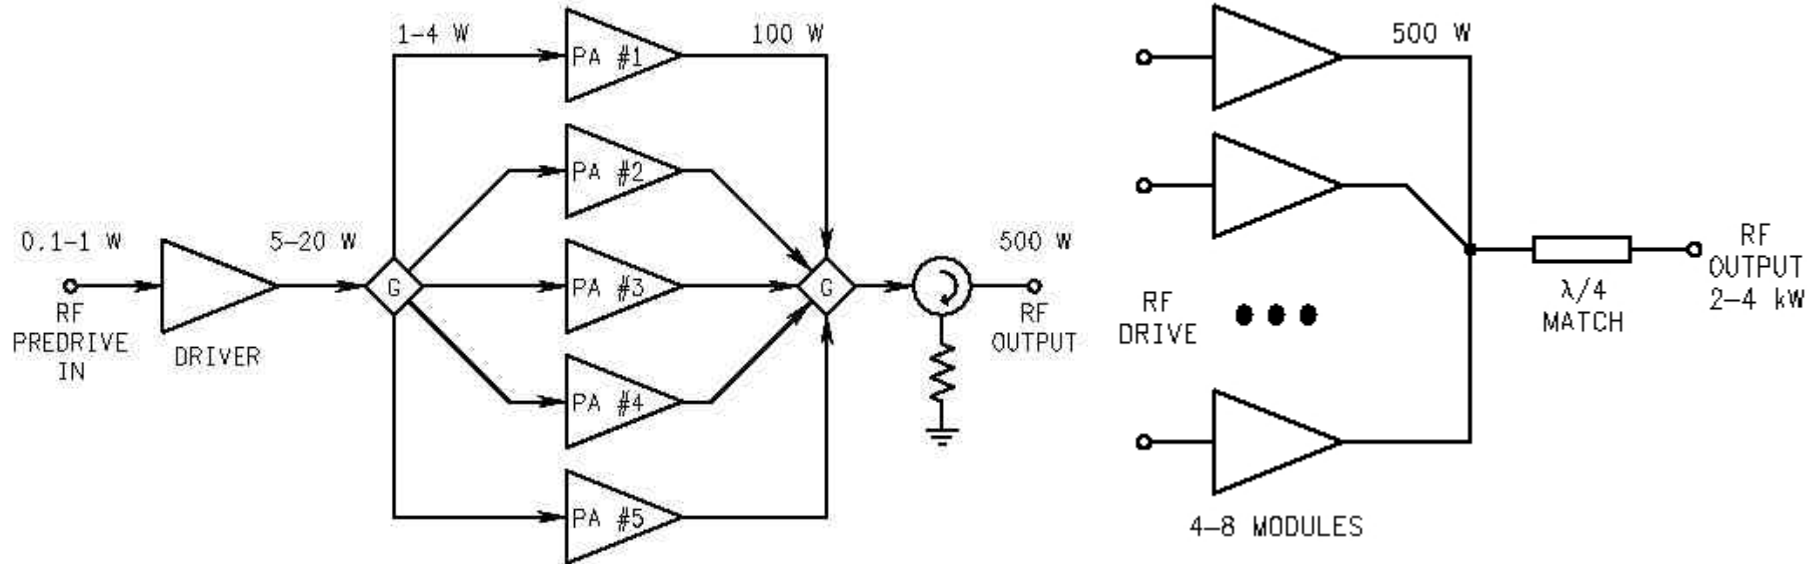 1-4 W
PA #1
100 W
PA #2
0.1-1 W
5-20 W
G
PA #3
G
500 W
RF
PREDRIVE
IN
DRIVER
RF
OUTPUT
PA #4
PA #5
500 W
RF
OUTPUT
2-4 kW
λ/4
MATCH
RF
DRIVE
4-8 MODULES